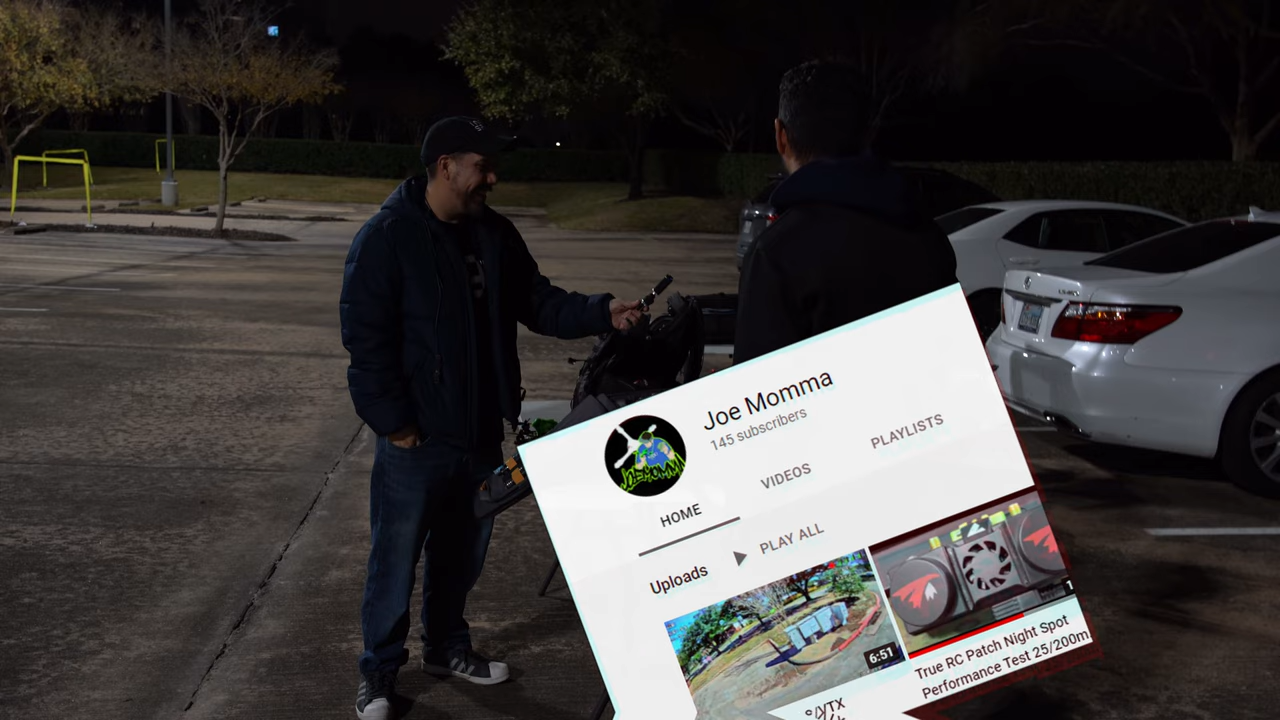 Joe Momma
145 subscribers
HOME
VIDEOS
PLAYLISTS
Uploads
PLAY ALL
6:51
True RC Patch Night Spot
Performance Test 25/200m
JOEMOMMA